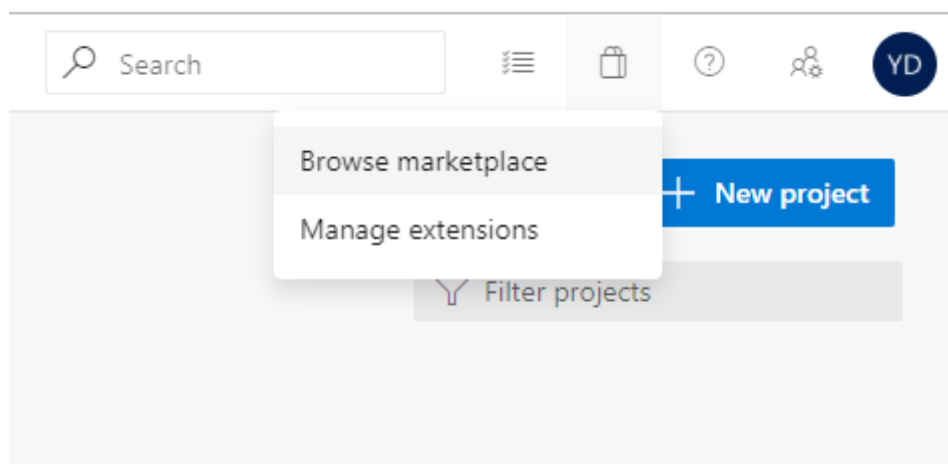 Search
YD
Browse marketplace
New project
Manage extensions
Filter projects